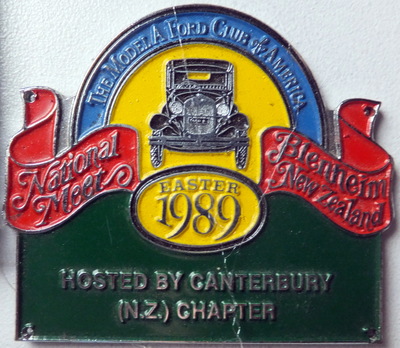 THE MODEL A FORD CLUB OF AMERICA
National
Meet
Blenheim
New Zealand
EASTER
1989
HOSTED BY CANTERBURY
(N.Z.) CHAPTER